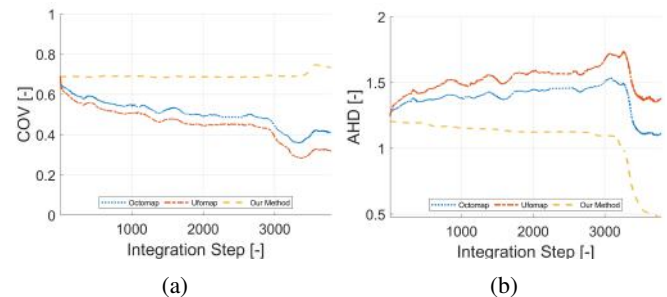 1
0.8
0.6
0.4
0.2
0
COV [-]
1000 2000 3000
Integration Step [-]
Octomap Ufomap Our Method
(a)
2
1.5
1
0.5
AHD [-]
1000 2000 3000
Integration Step [-]
Octomap Ufomap Our Method
(b)